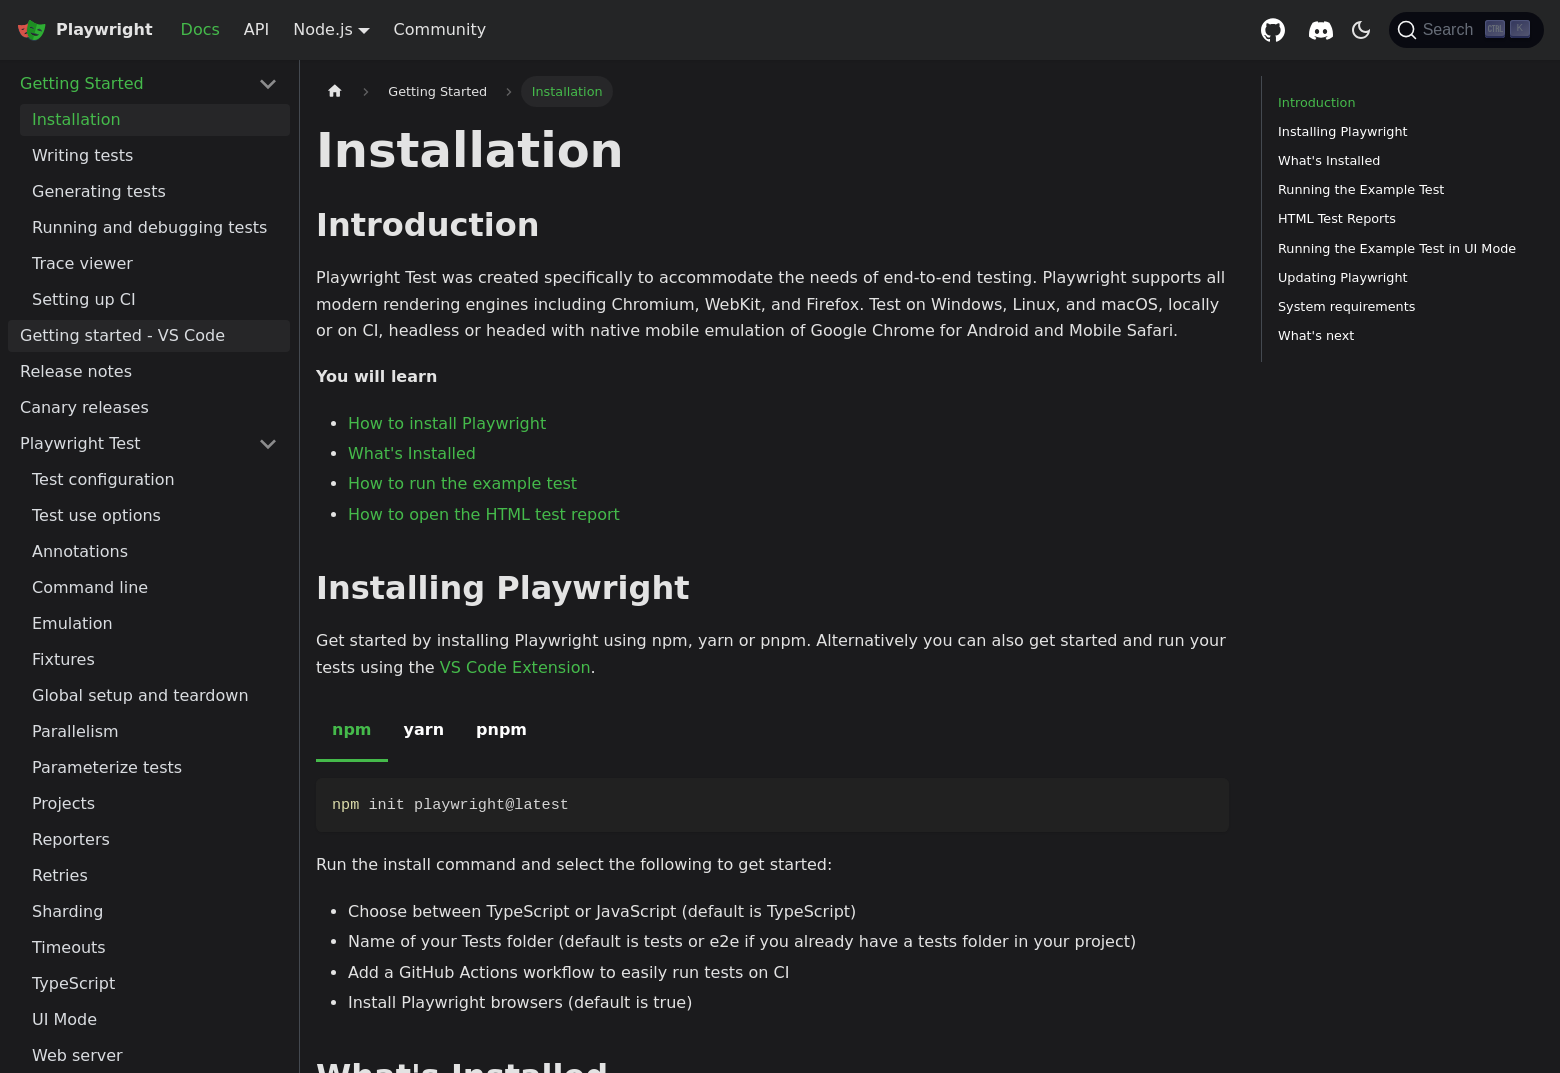 Playwright
Docs
API
Node.js
Community
Search
CTRL
K
Getting Started
Installation
Writing tests
Generating tests
Running and debugging tests
Trace viewer
Setting up CI
Getting started - VS Code
Release notes
Canary releases
Playwright Test
Test configuration
Test use options
Annotations
Command line
Emulation
Fixtures
Global setup and teardown
Parallelism
Parameterize tests
Projects
Reporters
Retries
Sharding
Timeouts
TypeScript
UI Mode
Web server
Getting Started
Installation
Installation
Introduction
Playwright Test was created specifically to accommodate the needs of end-to-end testing. Playwright supports all
modern rendering engines including Chromium, WebKit, and Firefox. Test on Windows, Linux, and macOS, locally
or on CI, headless or headed with native mobile emulation of Google Chrome for Android and Mobile Safari.
You will learn
• How to install Playwright
• What's Installed
• How to run the example test
• How to open the HTML test report
Installing Playwright
Get started by installing Playwright using npm, yarn or pnpm. Alternatively you can also get started and run your
tests using the VS Code Extension.
npm
yarn
pnpm
npm init playwright@latest
Run the install command and select the following to get started:
• Choose between TypeScript or JavaScript (default is TypeScript)
• Name of your Tests folder (default is tests or e2e if you already have a tests folder in your project)
• Add a GitHub Actions workflow to easily run tests on CI
• Install Playwright browsers (default is true)
What's Installed
Introduction
Installing Playwright
What's Installed
Running the Example Test
HTML Test Reports
Running the Example Test in UI Mode
Updating Playwright
System requirements
What's next